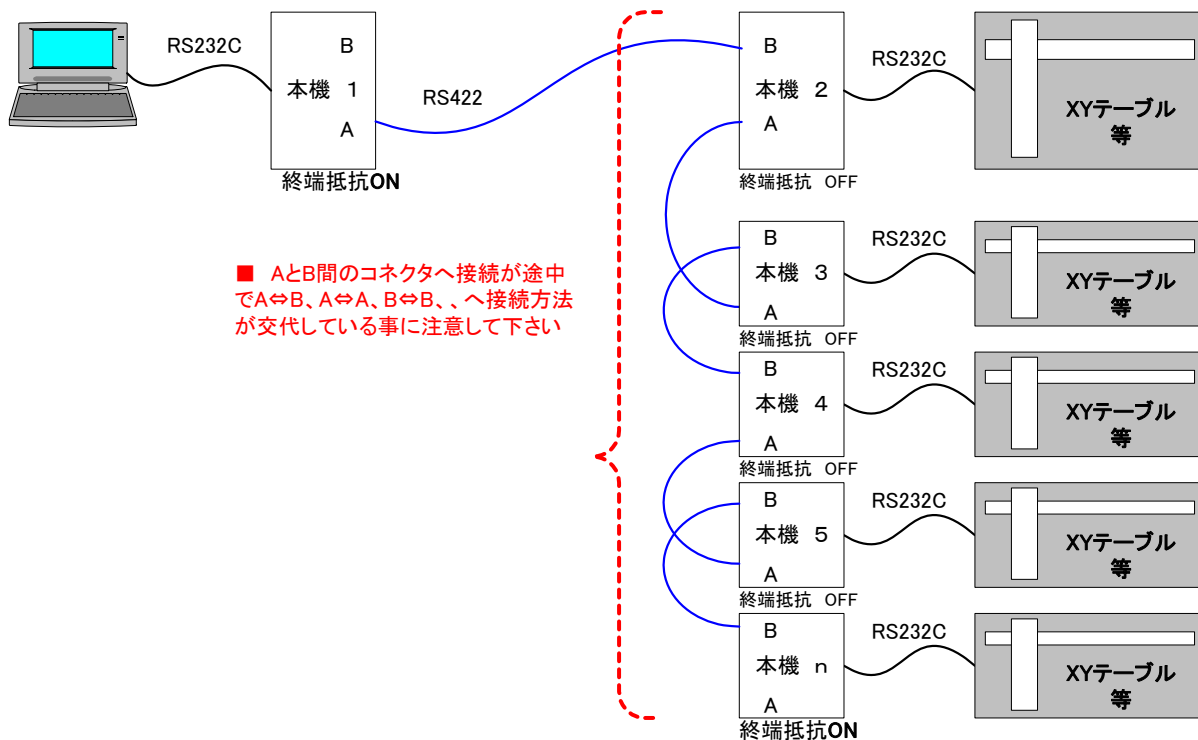 RS232C
B
本機 1
A
終端抵抗ON
RS422
B
本機 2
A
終端抵抗 OFF
RS232C
XYテーブル
等
■ AとB間のコネクタへ接続が途中
でA⇔B、A⇔A、B⇔B、、へ接続方法
が交代している事に注意して下さい
B
本機 3
A
終端抵抗 OFF
RS232C
XYテーブル
等
B
本機 4
A
終端抵抗 OFF
RS232C
XYテーブル
等
B
本機 5
A
終端抵抗 OFF
RS232C
XYテーブル
等
B
本機 n
A
終端抵抗ON
RS232C
XYテーブル
等